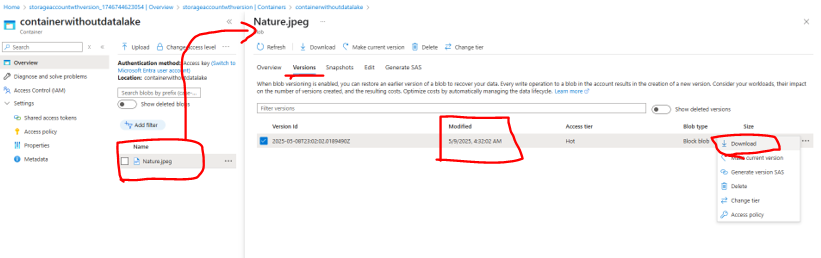 Home > storageaccountwthversion_1746744623054 | Overview > storageaccountwthversion | Containers > containerwithoutdatalake >
containerwithoutdatalake
Container
Search
Overview
Diagnose and solve problems
Access Control (IAM)
Settings
Shared access tokens
Access policy
Properties
Metadata
Upload Change access level
Authentication method: Access key (Switch to
Microsoft Entra user account)
Location: containerwithoutdatalake
Search blobs by prefix (case-...
Show deleted blobs
Add filter
Name
Nature.jpeg
Nature.jpeg
Blob
Refresh Download Make current version Delete Change tier
Overview Versions Snapshots Edit Generate SAS
When blob versioning is enabled, you can restore an earlier version of a blob to recover your data. Every write operation to a blob in the account results in the creation of a new version. Consider your workloads, their impact
on the number of versions created, and the resulting costs. Optimize costs by automatically managing the data lifecycle. Learn more
Filter versions
Show deleted versions
Version Id Modified Access tier Blob type Size
2025-05-08T23:02:02.0189490Z 5/9/2025, 4:32:02 AM Hot Block blob
Download
Make current version
Generate version SAS
Delete
Change tier
Access policy